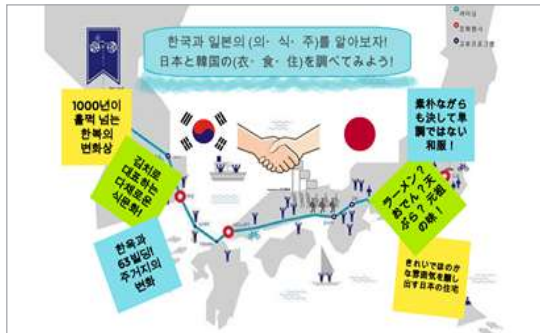 한국과 일본의 (의·식·주)를 알아보자!
日本と韓国の(衣·食·住)を調べてみよう!
1000년이
훌쩍 넘는
한복의
변화상
김치로
대표하는
다채로운
식문화!
한옥과
63빌딩!
주거지의
변화
素朴ながら
も決して単
調ではない
和服!
ラーメン?
おでん?天
ぷら?元祖
の味!
きれいでほのか
な雰囲気を醸し
出す日本の住宅